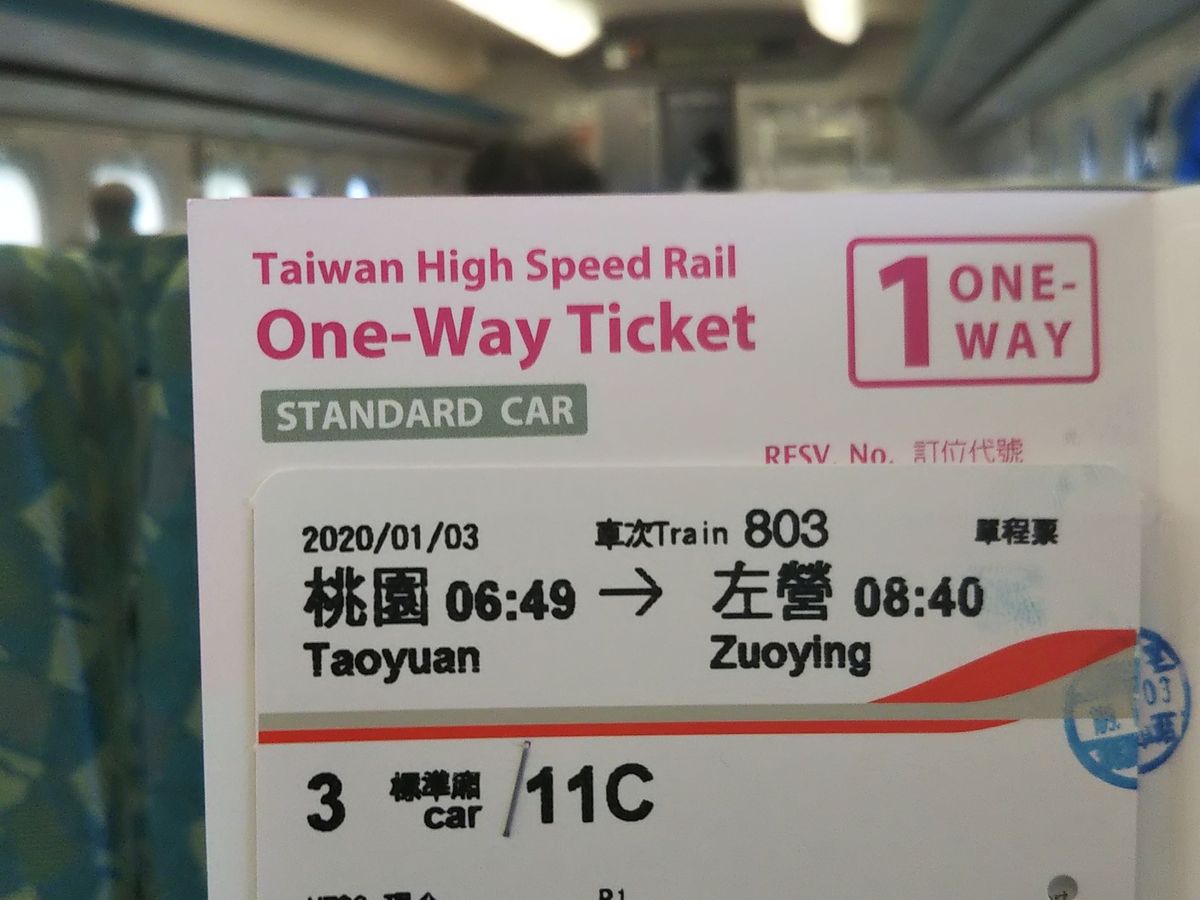 Taiwan High Speed Rail
One-Way Ticket
1 ONE-
WAY
STANDARD CAR
RESV. No. 訂位代號
2020/01/03 車次Train 803 單程票
桃園 06:49 → 左營 08:40
Taoyuan Zuoying
3 標準廂 car / 11C
03